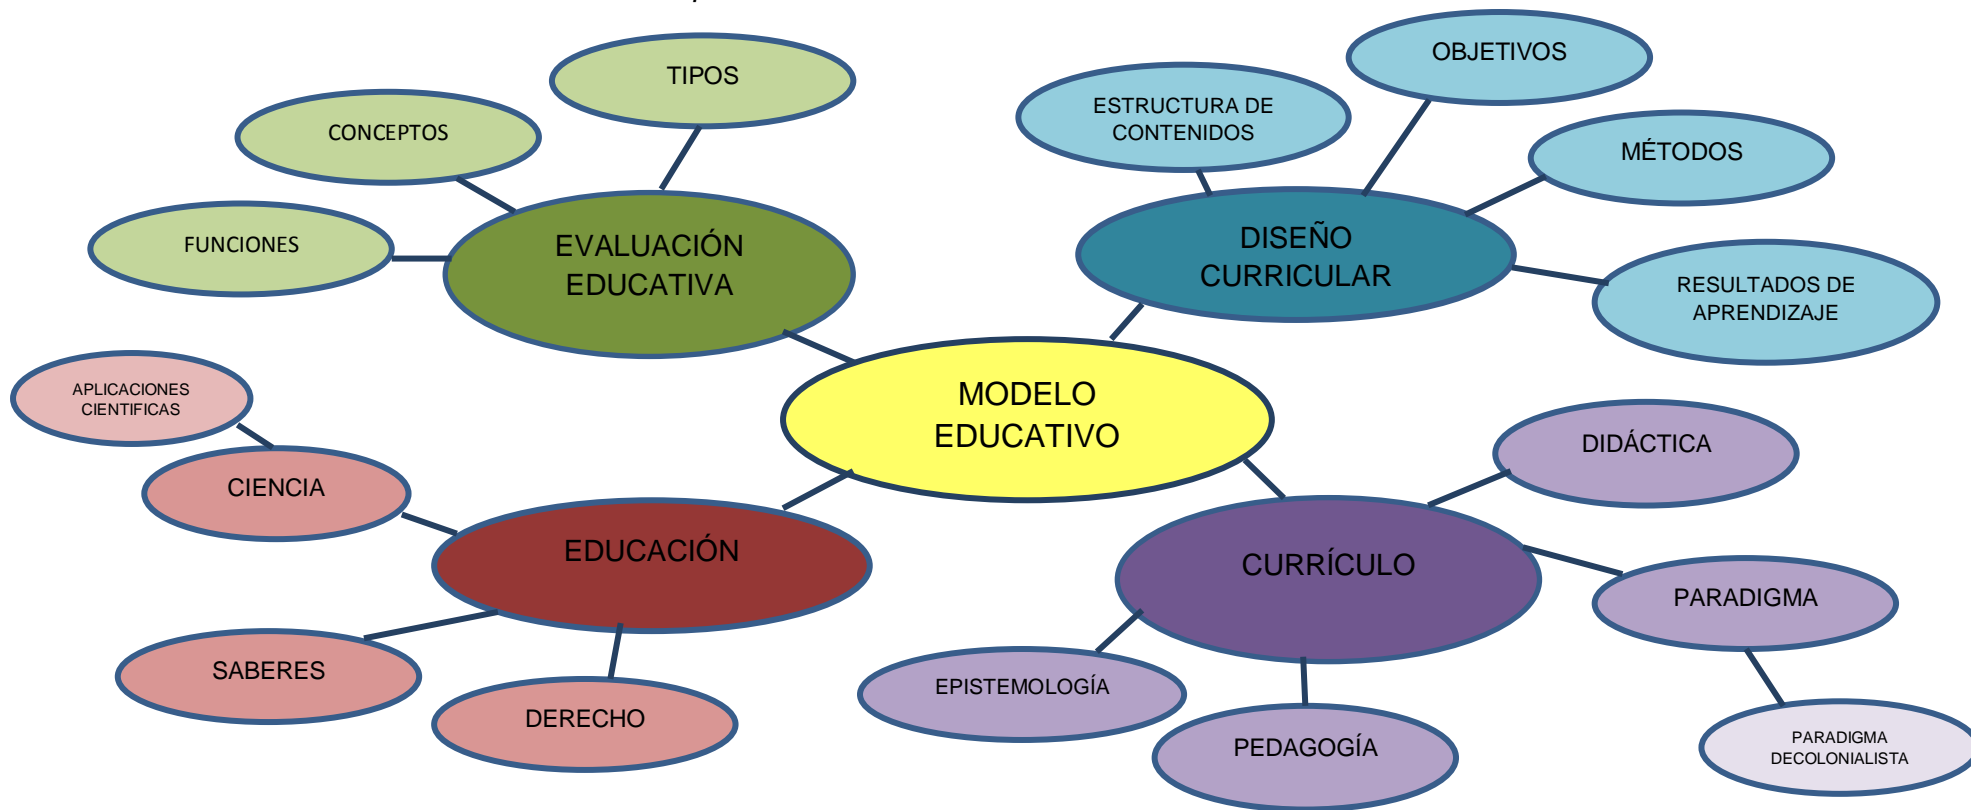 TIPOS
CONCEPTOS
FUNCIONES
EVALUACIÓN
EDUCATIVA
OBJETIVOS
ESTRUCTURA DE
CONTENIDOS
MÉTODOS
DISEÑO
CURRICULAR
RESULTADOS DE
APRENDIZAJE
MODELO
EDUCATIVO
APLICACIONES
CIENTIFICAS
CIENCIA
EDUCACIÓN
SABERES
DERECHO
DIDÁCTICA
CURRÍCULO
PARADIGMA
EPISTEMOLOGÍA
PEDAGOGÍA
PARADIGMA
DECOLONIALISTA